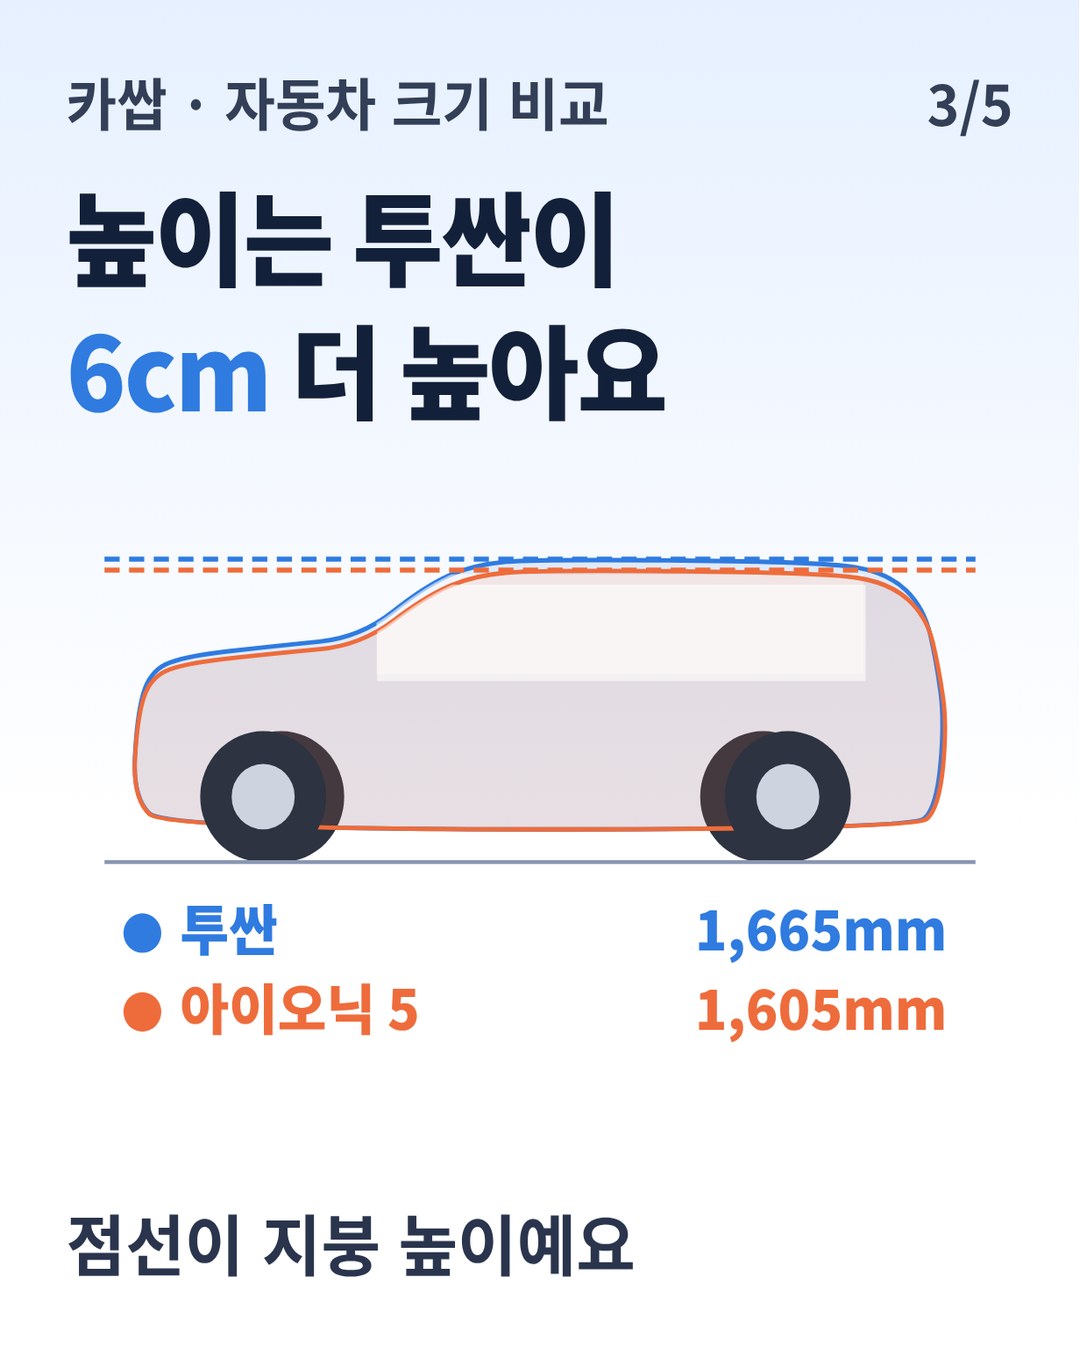 카쌉 · 자동차 크기 비교
3/5
높이는 투싼이
6cm 더 높아요
투싼 1,665mm
아이오닉 5 1,605mm
점선이 지붕 높이예요